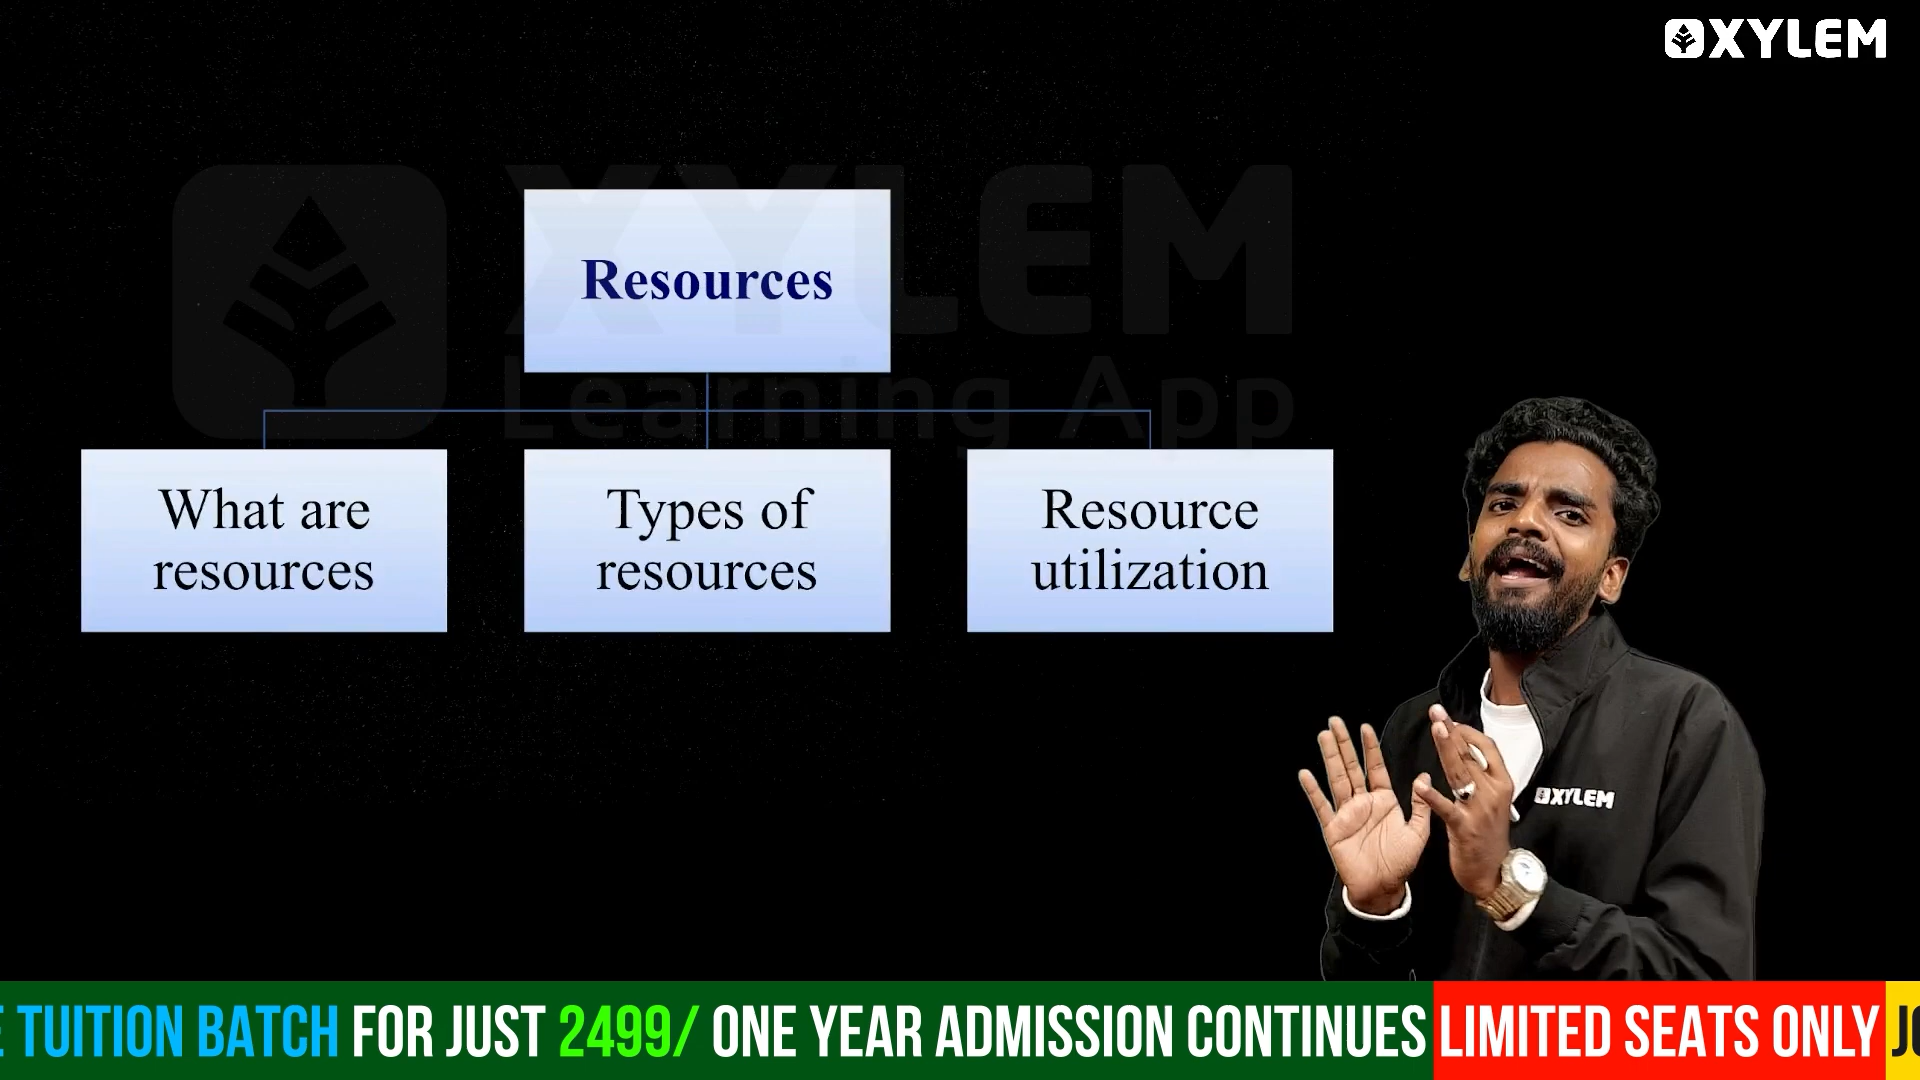 XYLEM
XYLEM
Learning App
Resources
What are
resources
Types of
resources
Resource
utilization
XYLEM
TUITION BATCH FOR JUST 2499/ ONE YEAR ADMISSION CONTINUES LIMITED SEATS ONLY